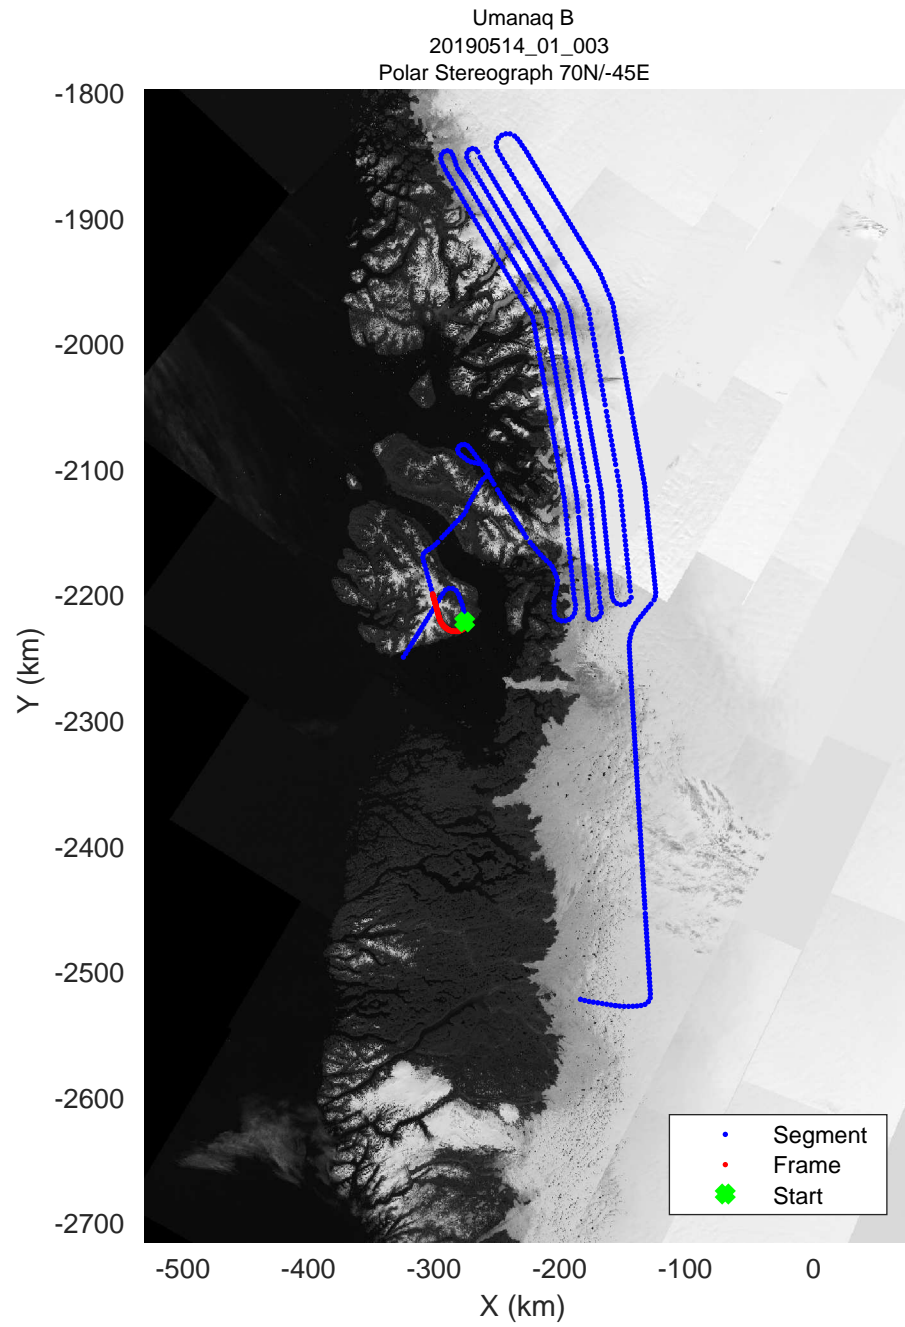 Umanaq B
20190514_01_003
Polar Stereograph 70N/-45E
-1800
-1900
-2000
-2100
-2200
-2300
-2400
-2500
-2600
-2700
Y (km)
Segment
Frame
Start
-500 -400 -300 -200 -100 0
X (km)